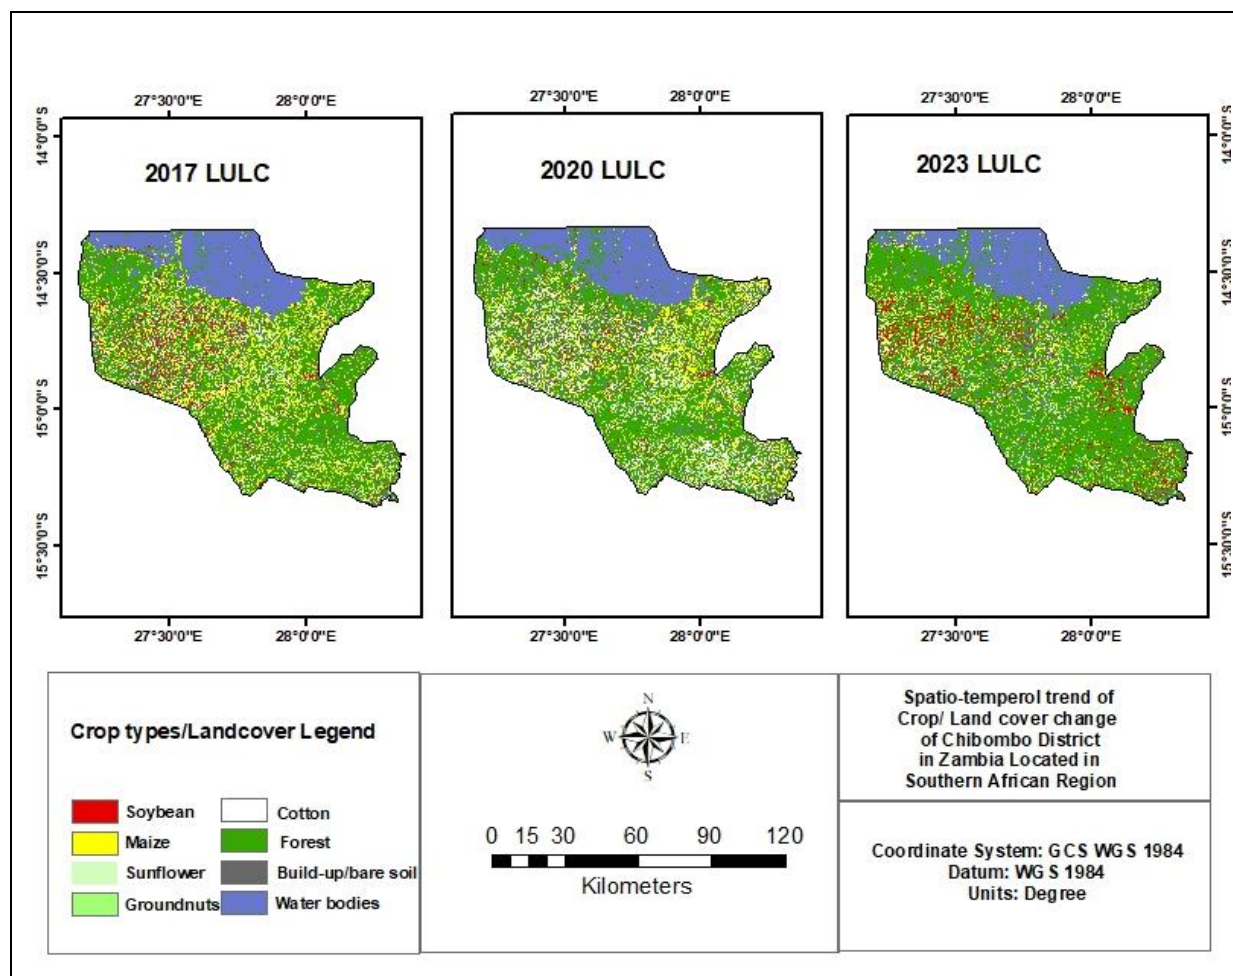 27°30'0"E 28°0'0"E 27°30'0"E 28°0'0"E 27°30'0"E 28°0'0"E
14°0'0"S 14°0'0"S
2017 LULC 2020 LULC 2023 LULC
14°30'0"S 14°30'0"S
15°0'0"S 15°0'0"S
15°30'0"S 15°30'0"S
27°30'0"E 28°0'0"E 27°30'0"E 28°0'0"E 27°30'0"E 28°0'0"E
Crop types/Landcover Legend
Soybean
Maize
Sunflower
Groundnuts
Cotton
Forest
Build-up/bare soil
Water bodies
N
W E
S
0 15 30 60 90 120
Kilometers
Spatio-temperol trend of
Crop/ Land cover change
of Chibombo District
in Zambia Located in
Southern African Region
Coordinate System: GCS WGS 1984
Datum: WGS 1984
Units: Degree